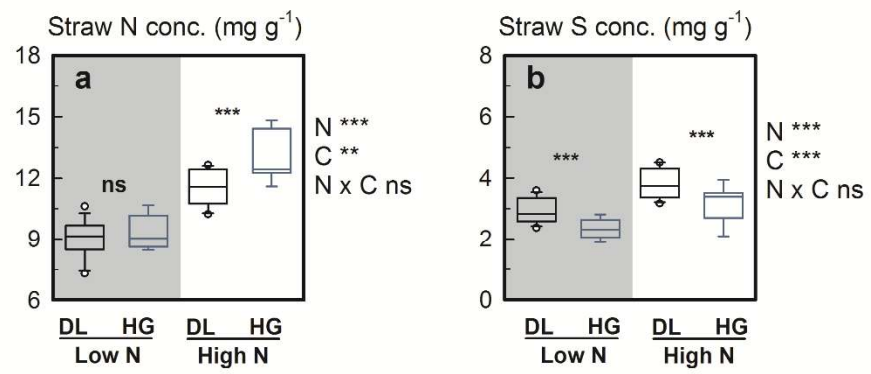 Straw N conc. (mg g⁻¹)
18
15
12
9
6
a
ns
***
N ***
C **
N x C ns
DL HG DL HG
Low N High N
Straw S conc. (mg g⁻¹)
8
6
4
2
0
b
***
***
N ***
C ***
N x C ns
DL HG DL HG
Low N High N